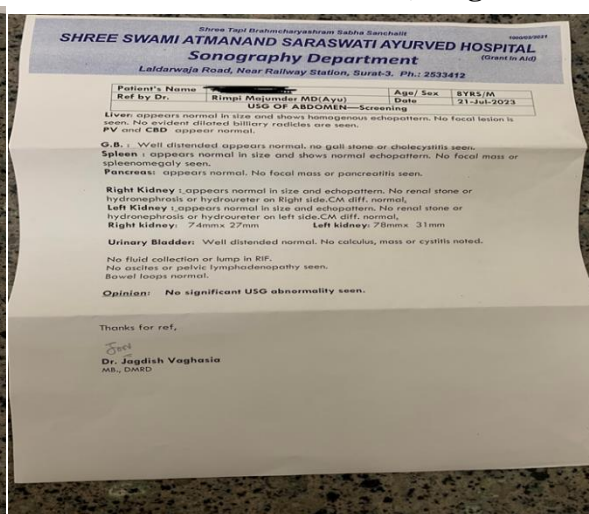 Shree Tapi Brahmcharyashram Sabha Sanchalit
SHREE SWAMI ATMANAND SARASWATI AYURVED HOSPITAL
Sonography Department (Grant in Aid)
Laldarwaja Road, Near Railway Station, Surat-3. Ph.: 2533412
Patient's Name Age/ Sex 8YRS/M
Ref by Dr. Rimpi Majumder MD(Ayu) Date 21-Jul-2023
USG OF ABDOMEN—Screening
Liver: appears normal in size and shows homogenous echopattern. No focal lesion is
seen. No evident dilated billiary radicles are seen.
PV and CBD appear normal.
G.B. : Well distended appears normal. no gall stone or cholecystitis seen.
Spleen : appears normal in size and shows normal echopattern. No focal mass or
spleenomegaly seen.
Pancreas: appears normal. No focal mass or pancreatitis seen.
Right Kidney : appears normal in size and echopattern. No renal stone or
hydronephrosis or hydroureter on Right side.CM diff. normal,
Left Kidney : appears normal in size and echopattern. No renal stone or
hydronephrosis or hydroureter on left side.CM diff. normal,
Right kidney: 74mmx 27mm Left kidney: 78mmx 31mm
Urinary Bladder: Well distended normal. No calculus, mass or cystitis noted.
No fluid collection or lump in RIF.
No ascites or pelvic lymphadenopathy seen.
Bowel loops normal.
Opinion: No significant USG abnormality seen.
Thanks for ref,
Dr. Jagdish Vaghasia
MB., DMRD